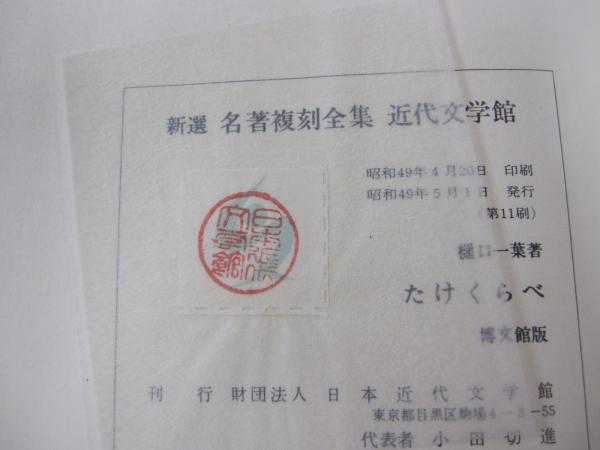 新選 名著複刻全集 近代文学館
昭和49年4月20日 印刷
昭和49年5月1日 発行
(第11刷)
樋口一葉著
たけくらべ
博文館版
刊行 財団法人 日本近代文学館
東京都目黒区駒場4-3-55
代表者 小田切進